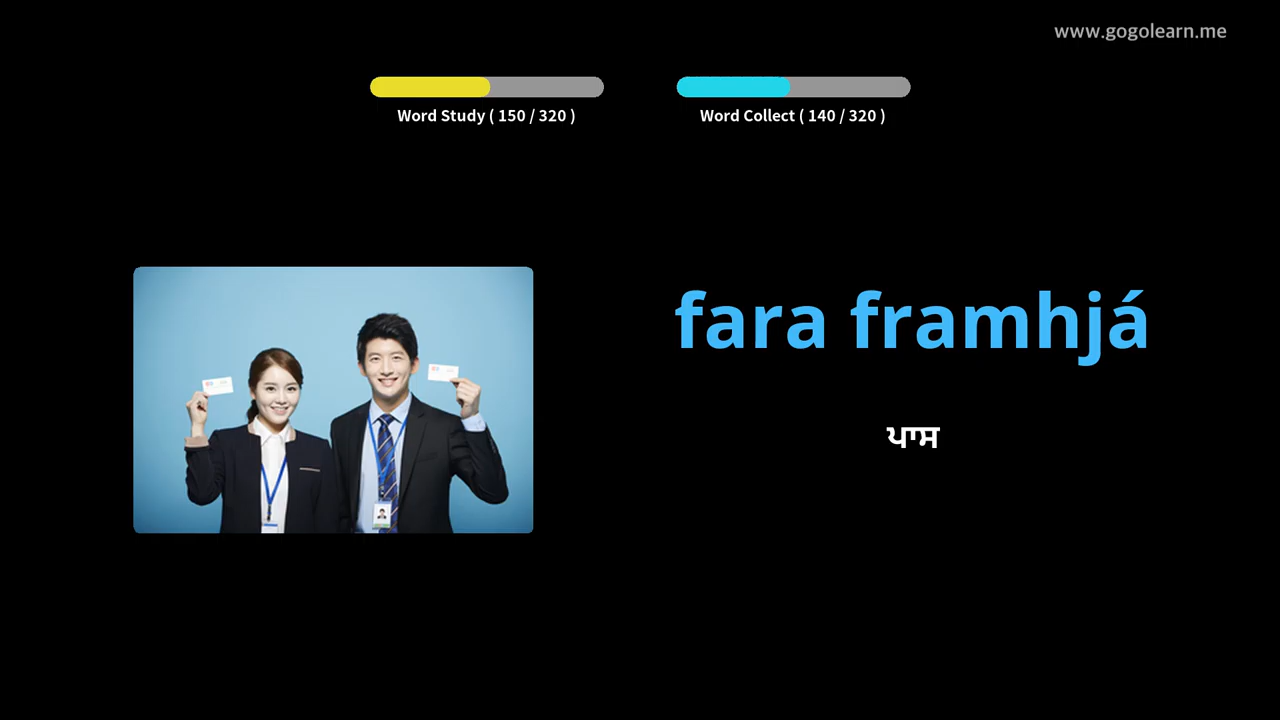 www.gogolearn.me
Word Study ( 150 / 320 )
Word Collect ( 140 / 320 )
fara framhjá
ਪਾਸ